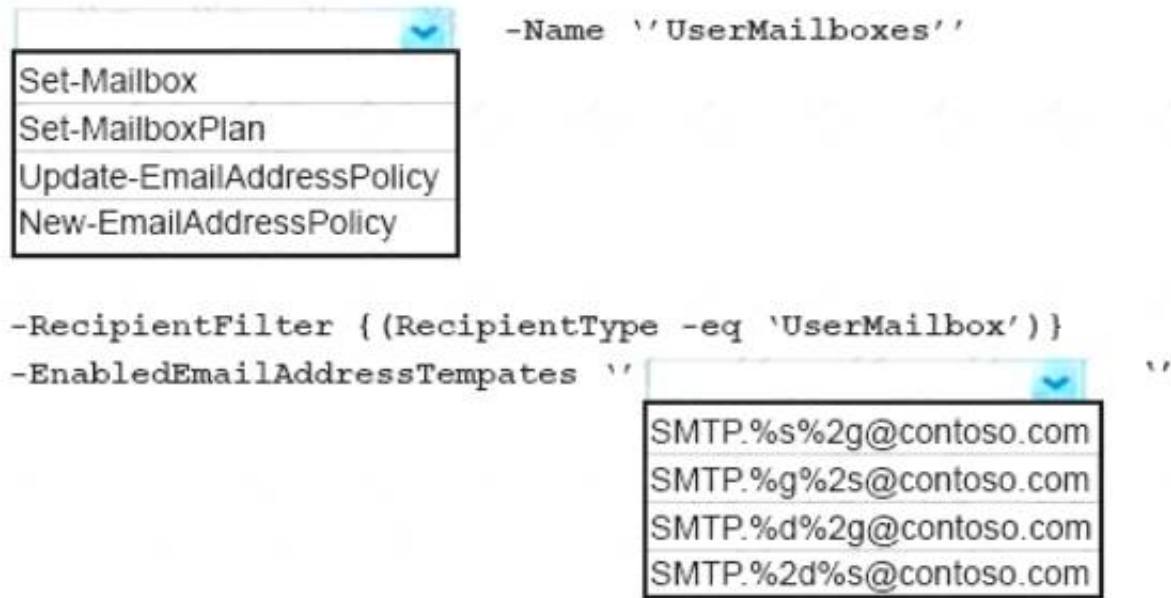 -Name ‵′UserMailboxes′′
Set-Mailbox
Set-MailboxPlan
Update-EmailAddressPolicy
New-EmailAddressPolicy
-RecipientFilter {(RecipientType -eq ‵UserMailbox′)}
-EnabledEmailAddressTempates ‵′ ‵′
SMTP.%s%2g@contoso.com
SMTP.%g%2s@contoso.com
SMTP.%d%2g@contoso.com
SMTP.%2d%s@contoso.com